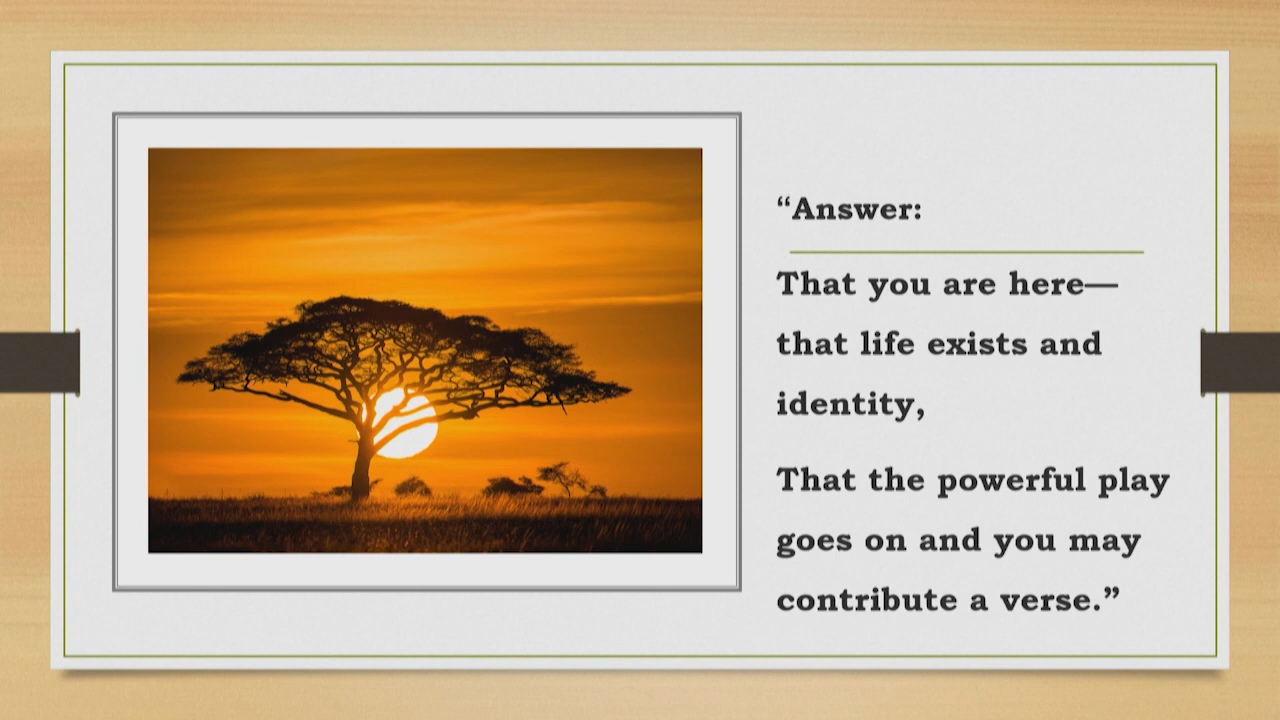 “Answer:
That you are here—
that life exists and
identity,
That the powerful play
goes on and you may
contribute a verse.”